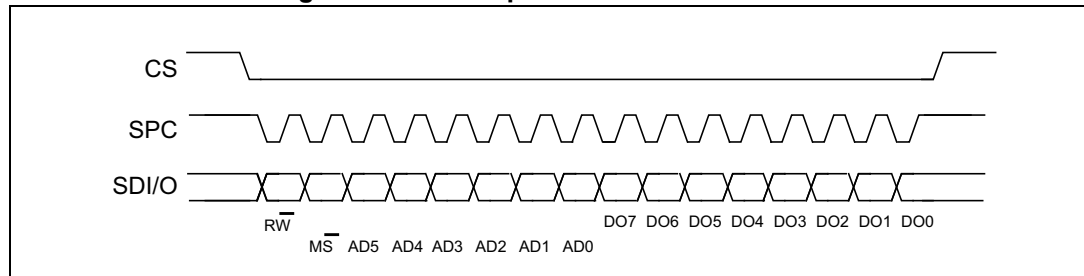 CS
SPC
SDI/O
RW̅ DO7 DO6 DO5 DO4 DO3 DO2 DO1 DO0
MS̅ AD5 AD4 AD3 AD2 AD1 AD0